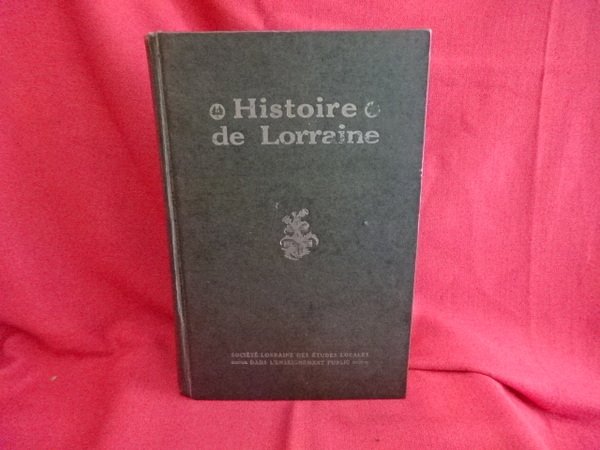 Histoire
de Lorraine
SOCIÉTÉ LORRAINE DES ÉTUDES LOCALES
DANS L'ENSEIGNEMENT PUBLIC